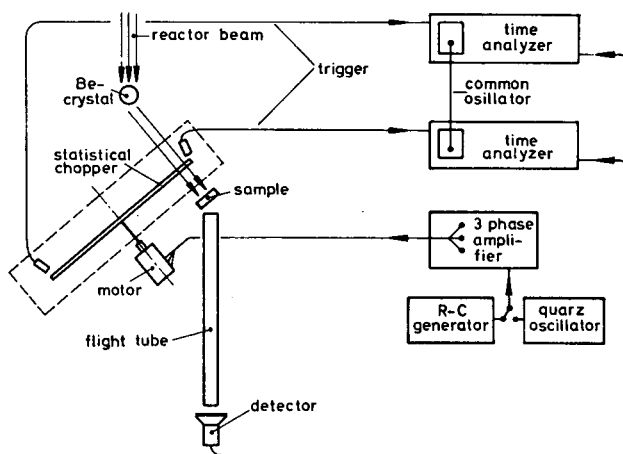 reactor beam
Be-
crystal
statistical
chopper
sample
motor
flight tube
detector
trigger
time
analyzer
common
osillator
time
analyzer
3 phase
ampli-
fier
R-C
generator
quarz
oscillator